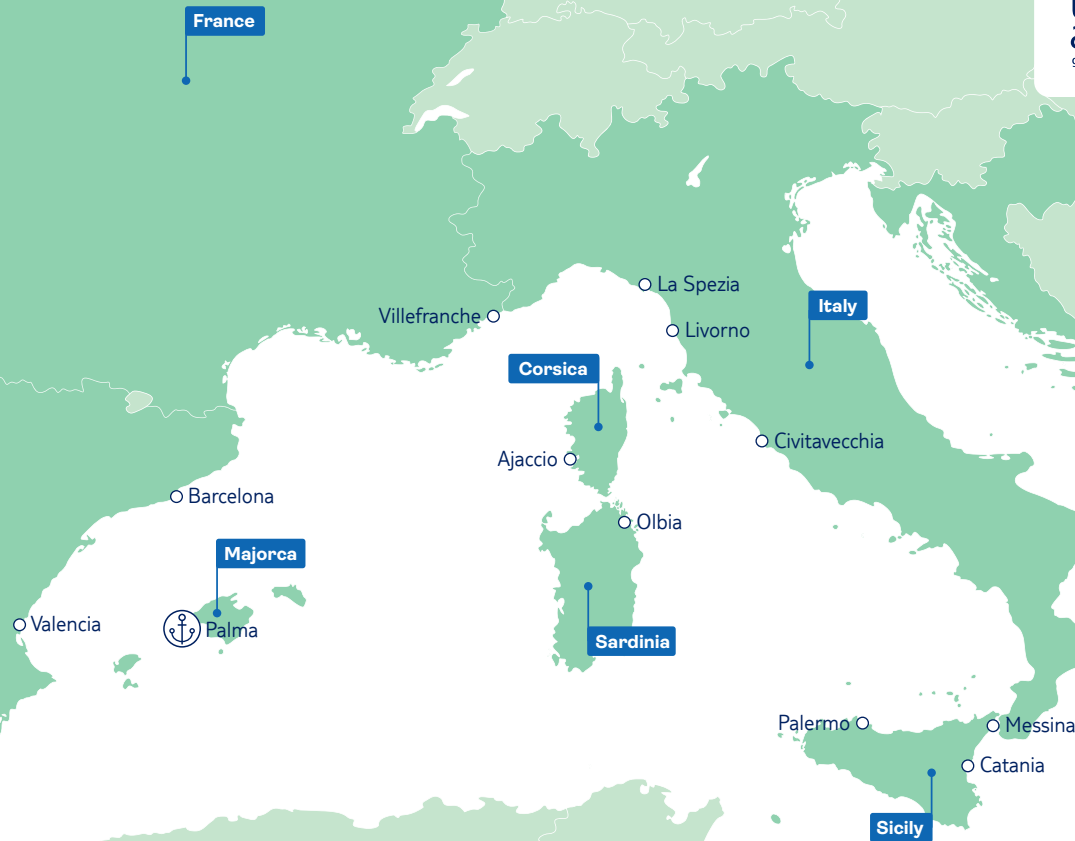 France
La Spezia
Italy
Villefranche
Livorno
Corsica
Civitavecchia
Ajaccio
Barcelona
Olbia
Majorca
Valencia
Palma
Sardinia
Palermo
Messina
Catania
Sicily